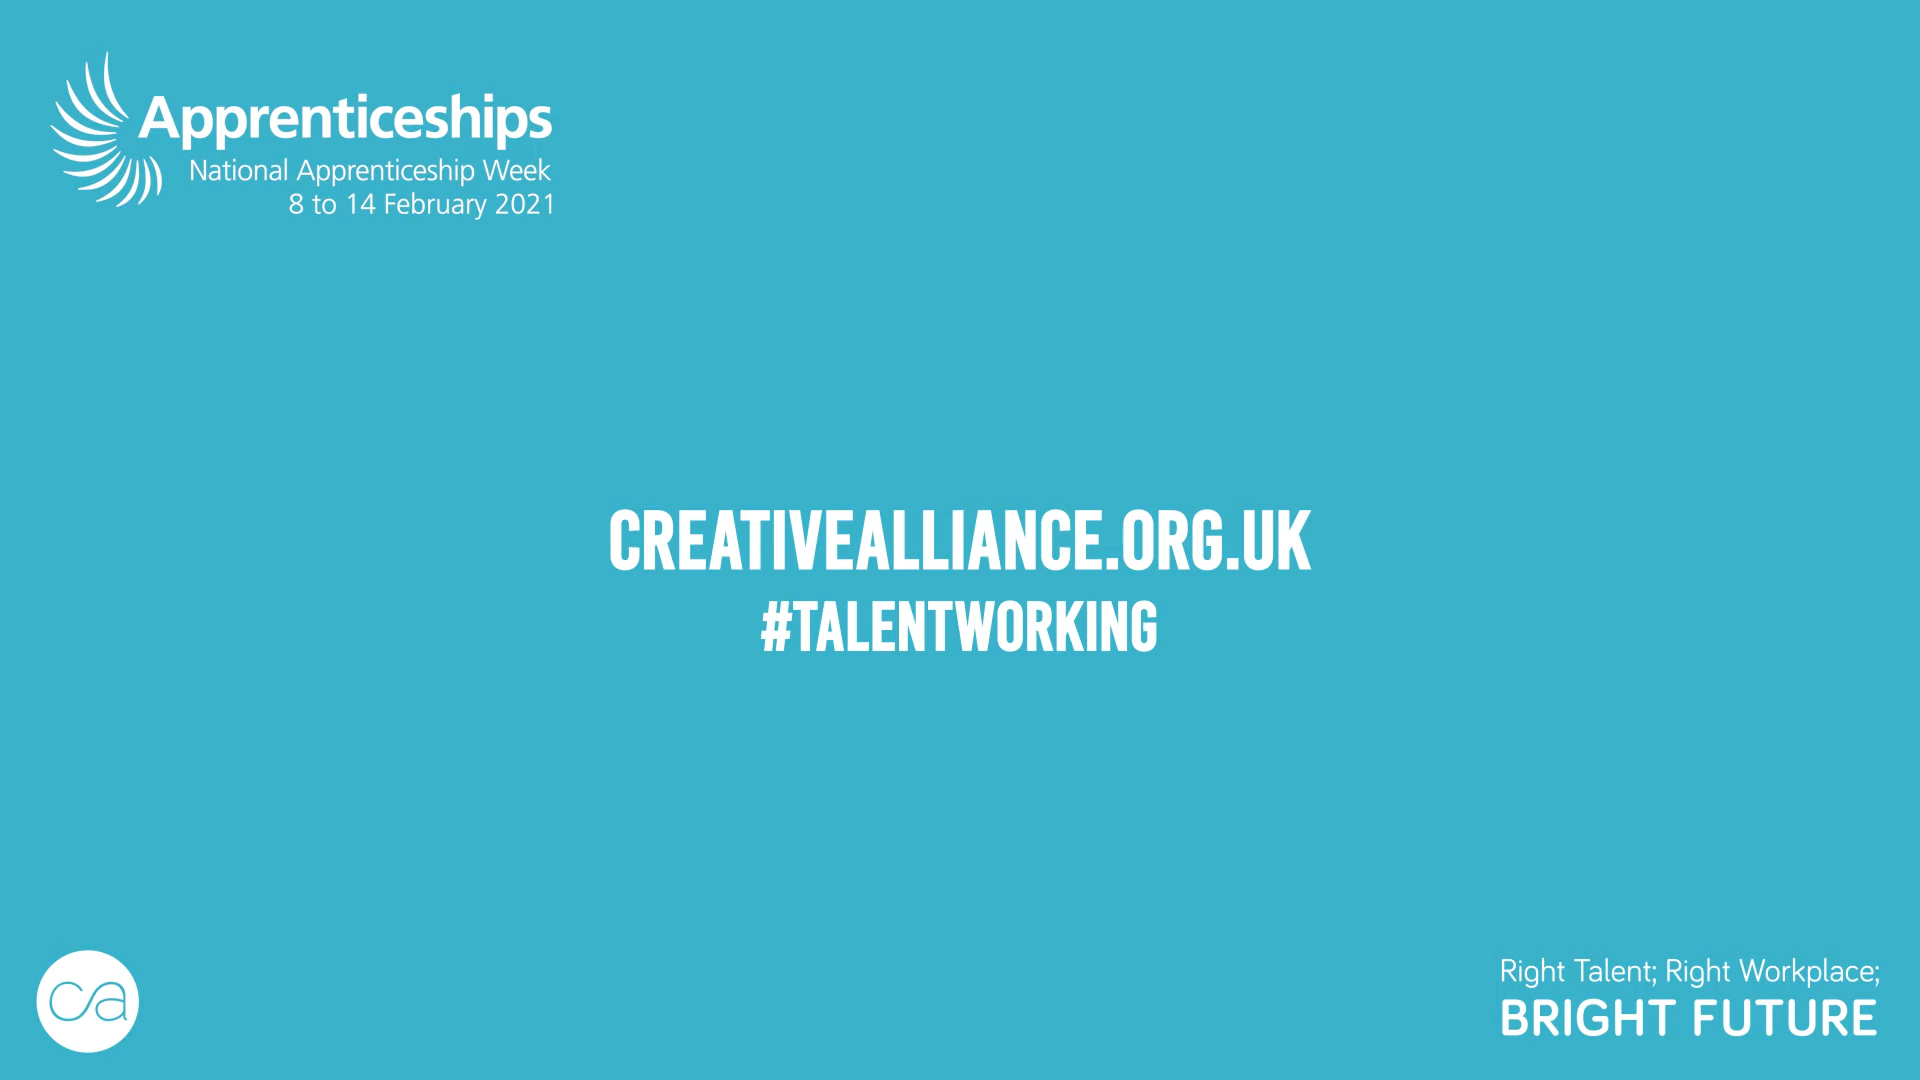 Apprenticeships
National Apprenticeship Week
8 to 14 February 2021
CREATIVEALLIANCE.ORG.UK
#TALENTWORKING
ca
Right Talent; Right Workplace;
BRIGHT FUTURE